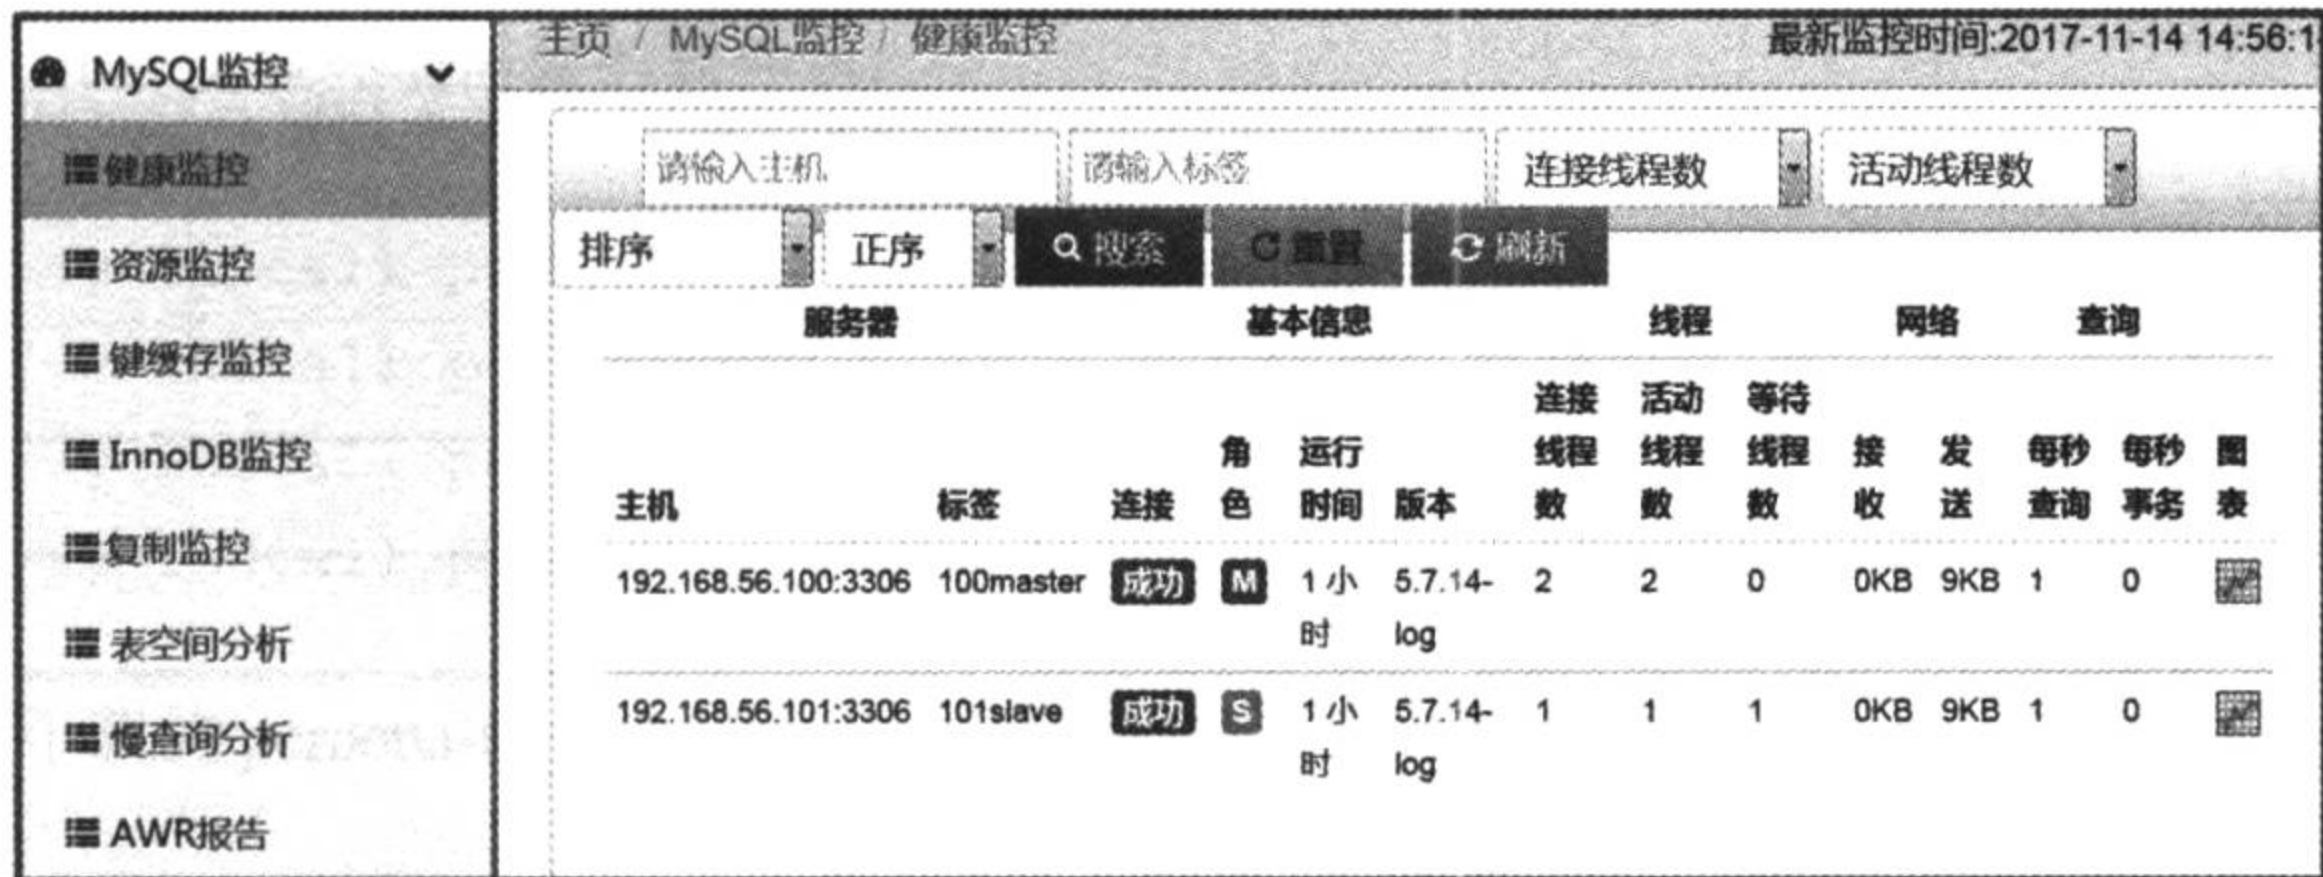 MySQL监控
健康监控
资源监控
键缓存监控
InnoDB监控
复制监控
表空间分析
慢查询分析
AWR报告
主页 / MySQL监控 / 健康监控
最新监控时间:2017-11-14 14:56:1
请输入主机 请输入标签 连接线程数 活动线程数
排序 正序 搜索 重置 刷新
服务器 基本信息 线程 网络 查询
连接 活动 等待
角 运行 线程 线程 线程 接 发 每秒 每秒 图
主机 标签 连接 色 时间 版本 数 数 数 收 送 查询 事务 表
192.168.56.100:3306 100master 成功 M 1 小 5.7.14- 2 2 0 0KB 9KB 1 0
时 log
192.168.56.101:3306 101slave 成功 S 1 小 5.7.14- 1 1 1 0KB 9KB 1 0
时 log